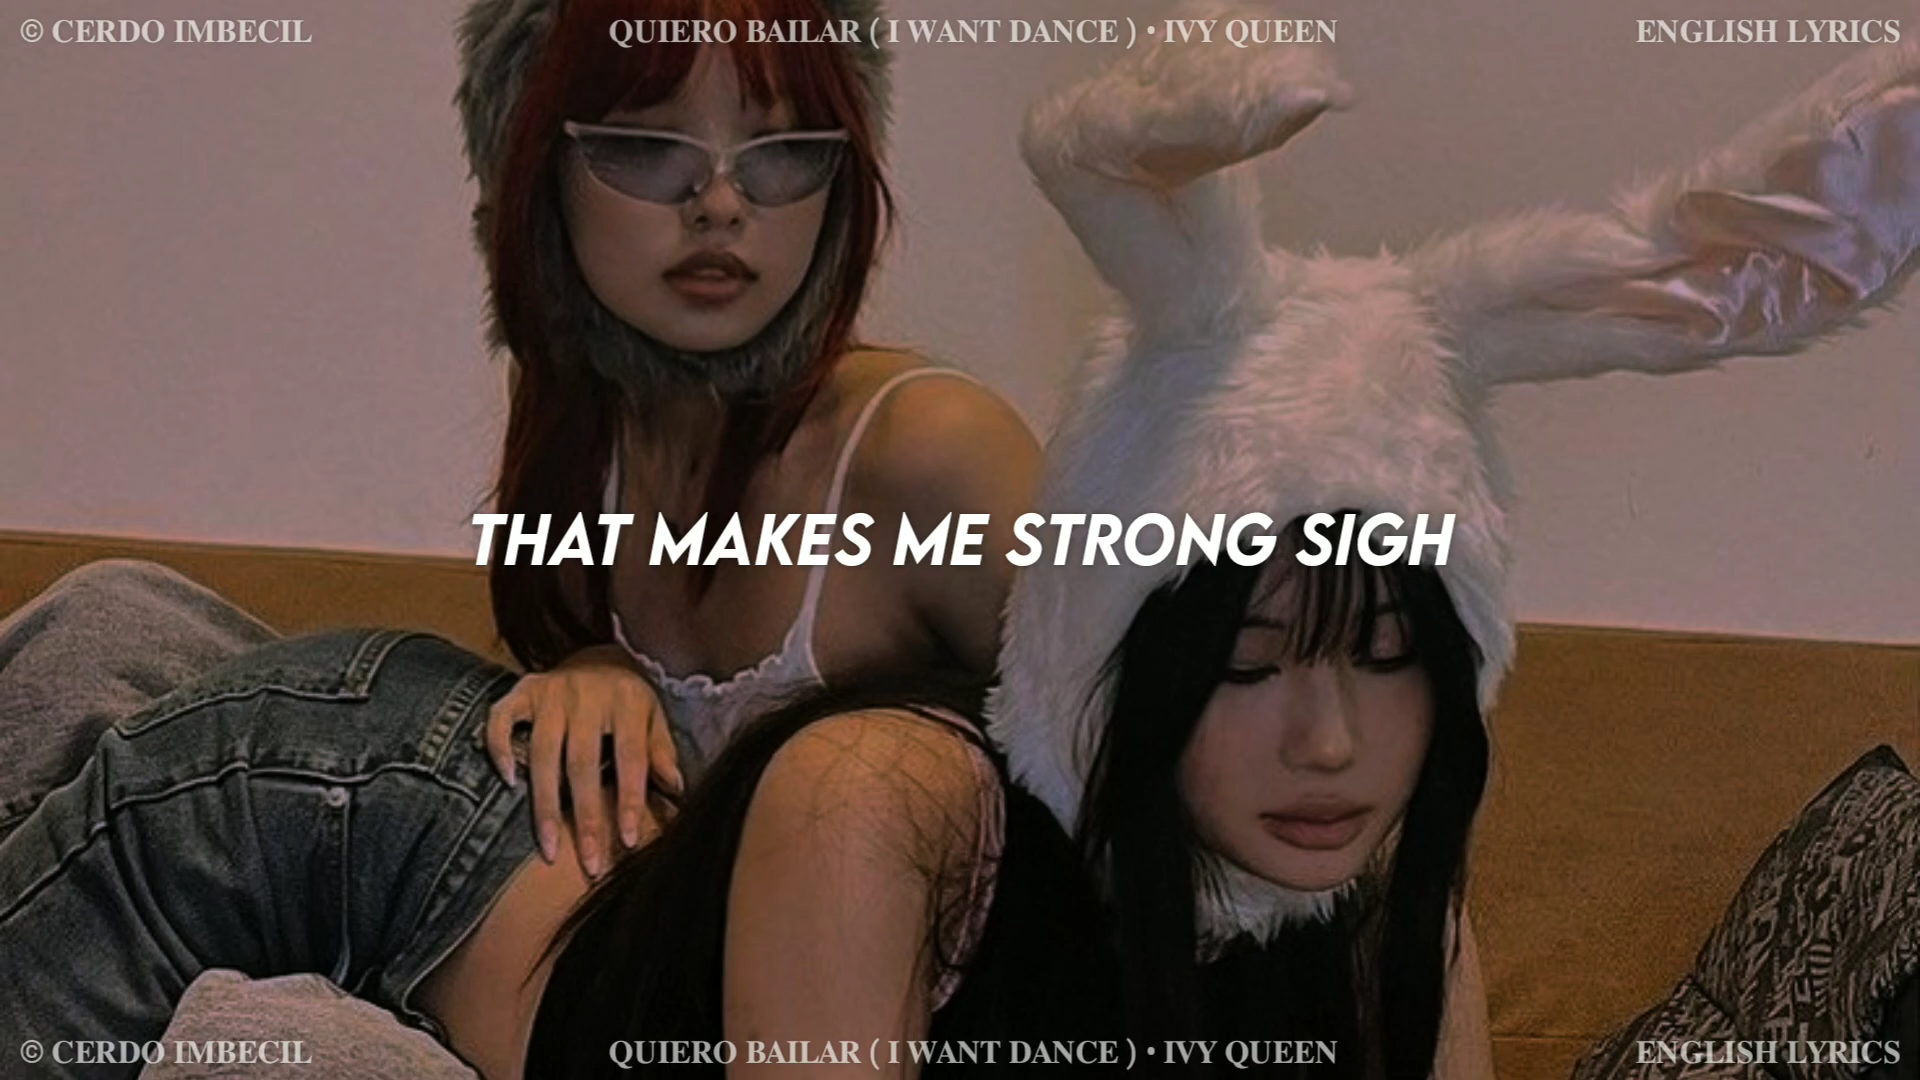 © CERDO IMBECIL
QUIERO BAILAR ( I WANT DANCE ) • IVY QUEEN
ENGLISH LYRICS
THAT MAKES ME STRONG SIGH
© CERDO IMBECIL
QUIERO BAILAR ( I WANT DANCE ) • IVY QUEEN
ENGLISH LYRICS